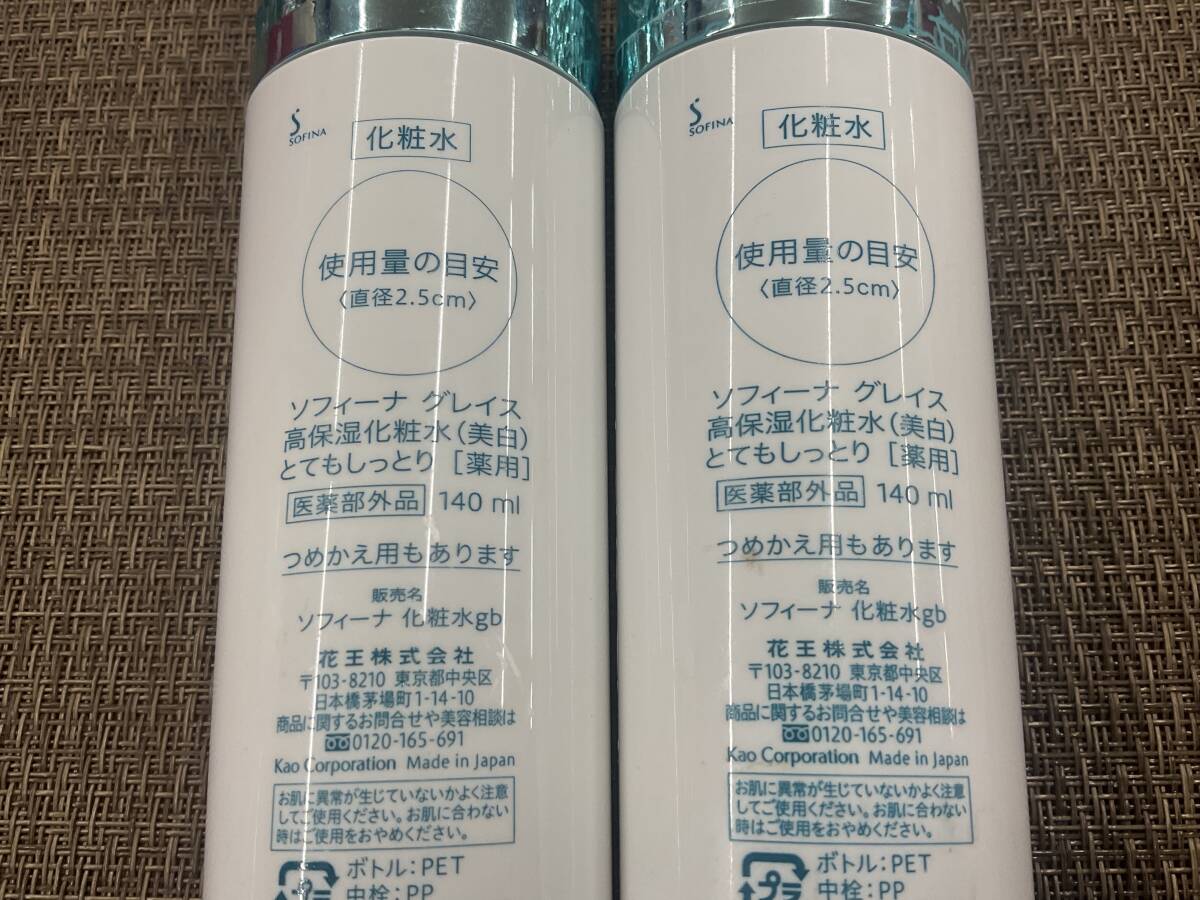 SOFINA
化粧水
使用量の目安
〈直径2.5cm〉
ソフィーナ グレイス
高保湿化粧水(美白)
とてもしっとり [薬用]
医薬部外品 140 ml
つめかえ用もあります
販売名
ソフィーナ 化粧水gb
花王株式会社
〒103-8210 東京都中央区
日本橋茅場町1-14-10
商品に関するお問合せや美容相談は
0120-165-691
Kao Corporation Made in Japan
お肌に異常が生じていないかよく注意
してご使用ください。お肌に合わない
時はご使用をおやめください。
プラ
ボトル:PET
中栓:PP
SOFINA
化粧水
使用量の目安
〈直径2.5cm〉
ソフィーナ グレイス
高保湿化粧水(美白)
とてもしっとり [薬用]
医薬部外品 140 ml
つめかえ用もあります
販売名
ソフィーナ 化粧水gb
花王株式会社
〒103-8210 東京都中央区
日本橋茅場町1-14-10
商品に関するお問合せや美容相談は
0120-165-691
Kao Corporation Made in Japan
お肌に異常が生じていないかよく注意
してご使用ください。お肌に合わない
時はご使用をおやめください。
プラ
ボトル:PET
中栓:PP